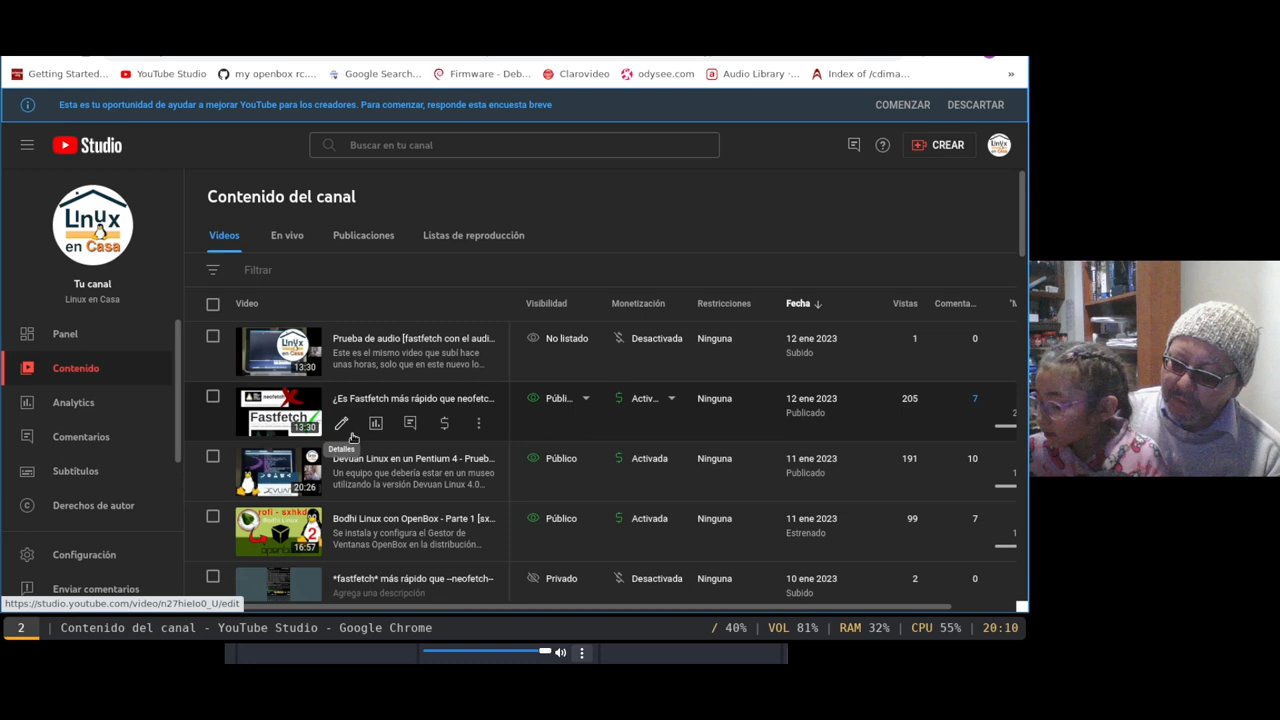 Getting Started...
YouTube Studio
my openbox rc....
Google Search...
Firmware - Deb...
Clarovideo
odysee.com
Audio Library ·...
Index of /cdima...
»
Esta es tu oportunidad de ayudar a mejorar YouTube para los creadores. Para comenzar, responde esta encuesta breve
COMENZAR
DESCARTAR
Studio
Buscar en tu canal
CREAR
Linux
en Casa
Tu canal
Linux en Casa
Panel
Contenido
Analytics
Comentarios
Subtítulos
Derechos de autor
Configuración
Enviar comentarios
Contenido del canal
Videos
En vivo
Publicaciones
Listas de reproducción
Filtrar
Video
Visibilidad
Monetización
Restricciones
Fecha
Vistas
Comenta...
13:30
Prueba de audio [fastfetch con el audi...
Este es el mismo video que subí hace
unas horas, solo que en este nuevo lo...
No listado
Desactivada
Ninguna
12 ene 2023
Subido
1
0
neofetch
Fastfetch
13:30
¿Es Fastfetch más rápido que neofetc...
Detalles
Públi...
Activ...
Ninguna
12 ene 2023
Publicado
205
7
20:26
Devuan Linux en un Pentium 4 - Prueb...
Un equipo que debería estar en un museo
utilizando la versión Devuan Linux 4.0...
Público
Activada
Ninguna
11 ene 2023
Publicado
191
10
rofi - sxhkd
Bodhi Linux
2
16:57
Bodhi Linux con OpenBox - Parte 1 [sx...
Se instala y configura el Gestor de
Ventanas OpenBox en la distribución...
Público
Activada
Ninguna
11 ene 2023
Estrenado
99
7
*fastfetch* más rápido que ~neofetch~
Agrega una descripción
Privado
Desactivada
Ninguna
10 ene 2023
Subido
2
0
https://studio.youtube.com/video/n27hieIo0_U/edit
2 | Contenido del canal - YouTube Studio - Google Chrome
/ 40% | VOL 81% | RAM 32% | CPU 55% | 20:10